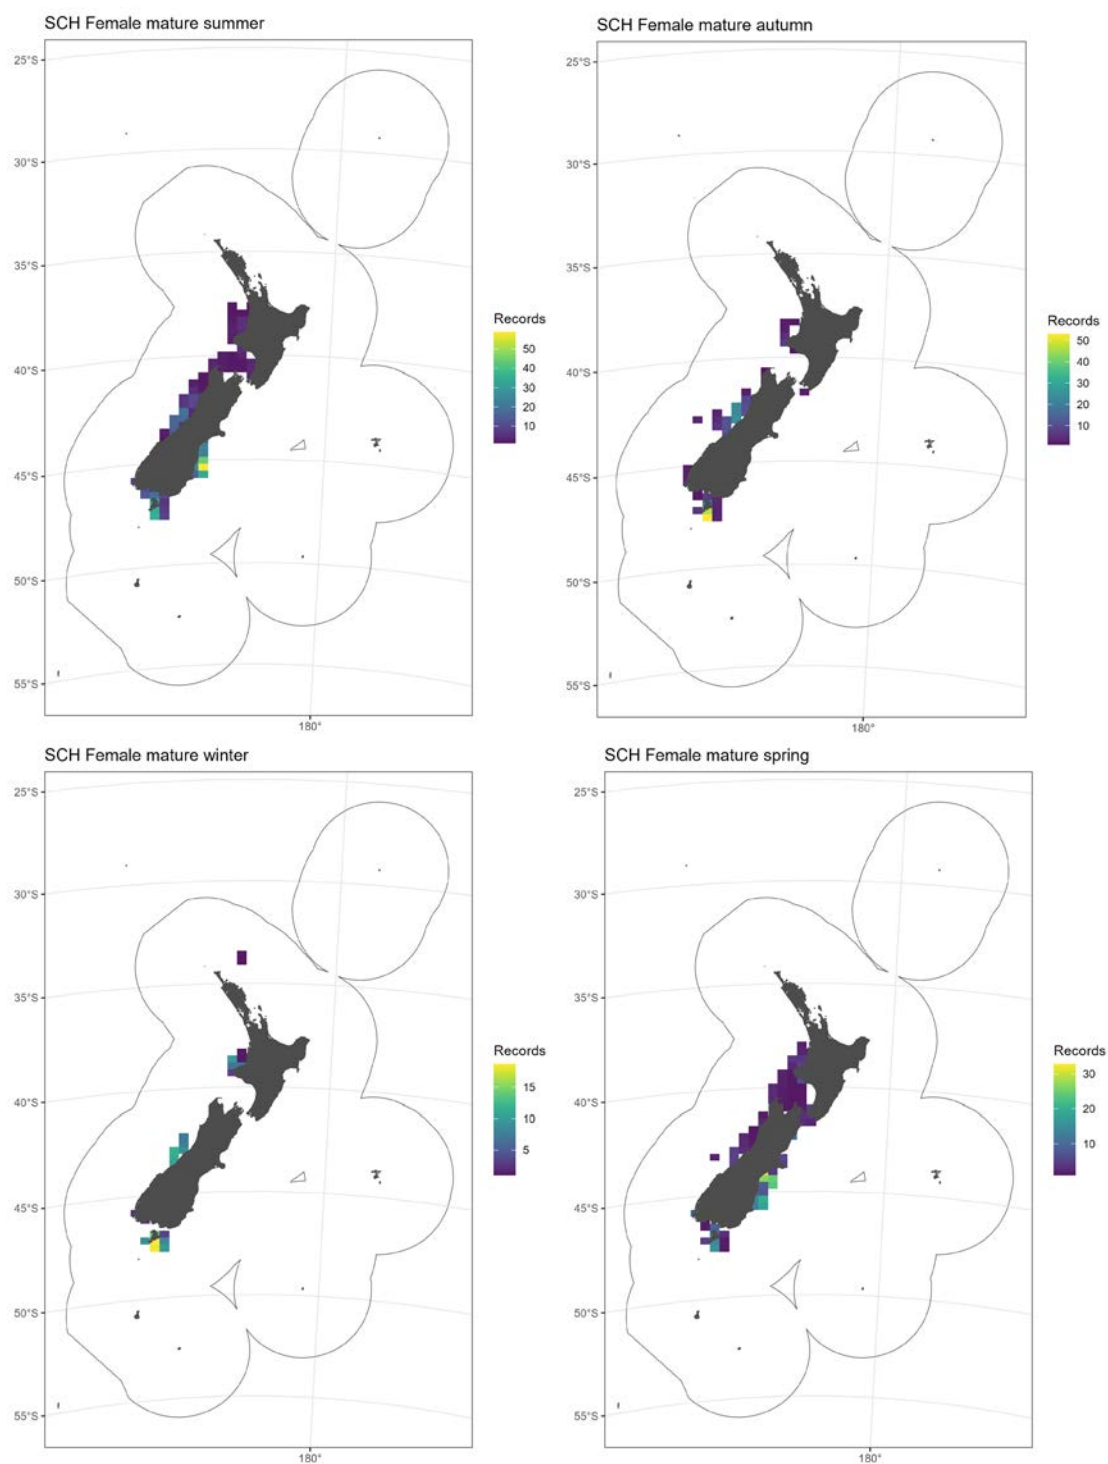 SCH Female mature summer
25°S
30°S
35°S
40°S
45°S
50°S
55°S
180°
Records
50
40
30
20
10
SCH Female mature autumn
25°S
30°S
35°S
40°S
45°S
50°S
55°S
180°
Records
50
40
30
20
10
SCH Female mature winter
25°S
30°S
35°S
40°S
45°S
50°S
55°S
180°
Records
15
10
5
SCH Female mature spring
25°S
30°S
35°S
40°S
45°S
50°S
55°S
180°
Records
30
20
10